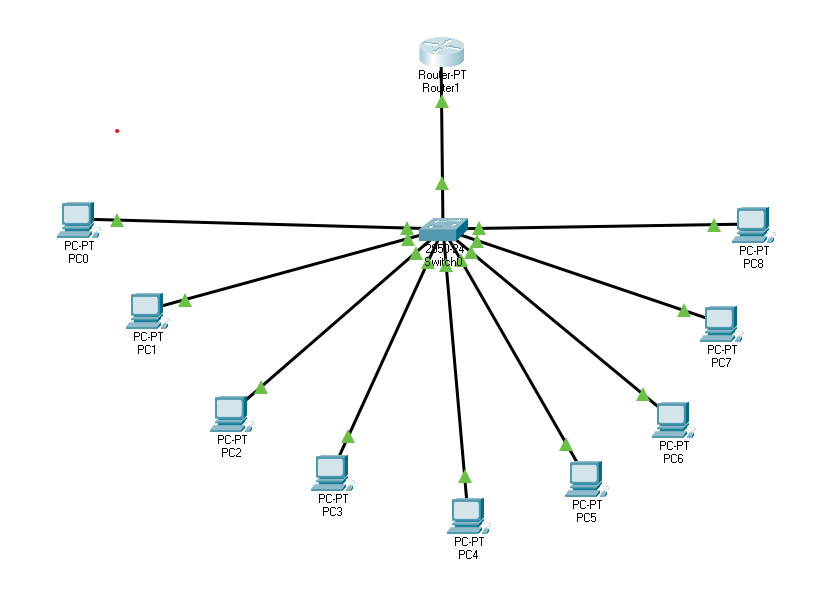 Router-PT
Router1
2950-24
Switch0
PC-PT
PC0
PC-PT
PC8
PC-PT
PC1
PC-PT
PC7
PC-PT
PC2
PC-PT
PC6
PC-PT
PC3
PC-PT
PC5
PC-PT
PC4